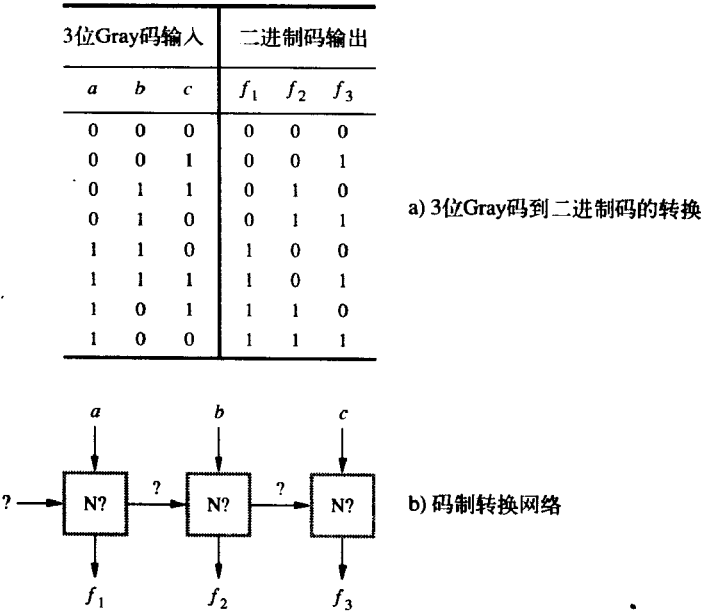 3位Gray码输入 二进制码输出
a b c f1 f2 f3
0 0 0 0 0 0
0 0 1 0 0 1
0 1 1 0 1 0
0 1 0 0 1 1
1 1 0 1 0 0
1 1 1 1 0 1
1 0 1 1 1 0
1 0 0 1 1 1
a) 3位Gray码到二进制码的转换
a b c
? N? ? N? ? N?
b) 码制转换网络
f1 f2 f3